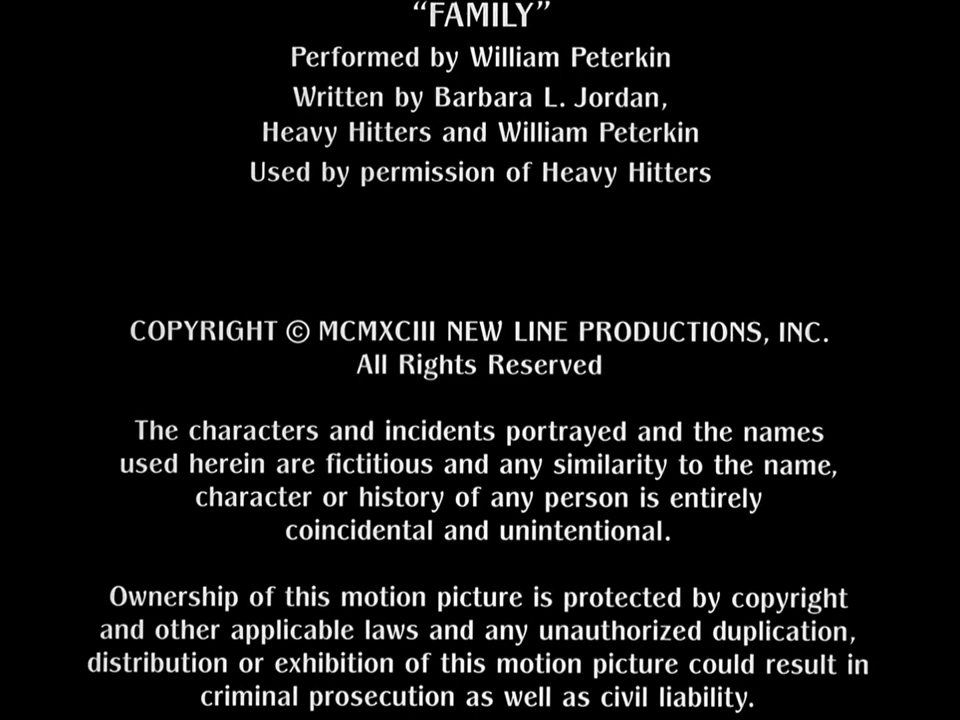 “FAMILY”
Performed by William Peterkin
Written by Barbara L. Jordan,
Heavy Hitters and William Peterkin
Used by permission of Heavy Hitters
COPYRIGHT © MCMXCIII NEW LINE PRODUCTIONS, INC.
All Rights Reserved
The characters and incidents portrayed and the names
used herein are fictitious and any similarity to the name,
character or history of any person is entirely
coincidental and unintentional.
Ownership of this motion picture is protected by copyright
and other applicable laws and any unauthorized duplication,
distribution or exhibition of this motion picture could result in
criminal prosecution as well as civil liability.